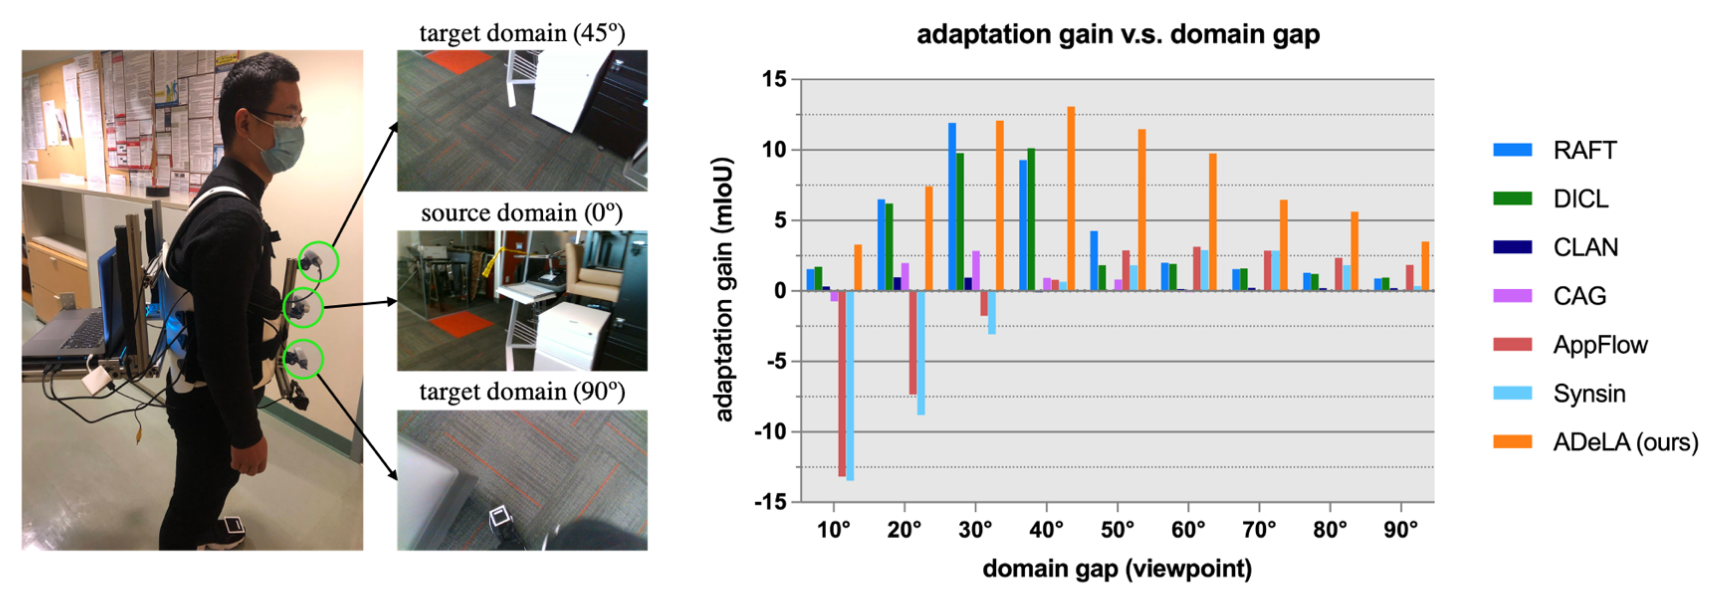 target domain (45°)
source domain (0°)
target domain (90°)
adaptation gain v.s. domain gap
adaptation gain (mIoU)
15
10
5
0
-5
-10
-15
10°
20°
30°
40°
50°
60°
70°
80°
90°
domain gap (viewpoint)
RAFT
DICL
CLAN
CAG
AppFlow
Synsin
ADeLA (ours)